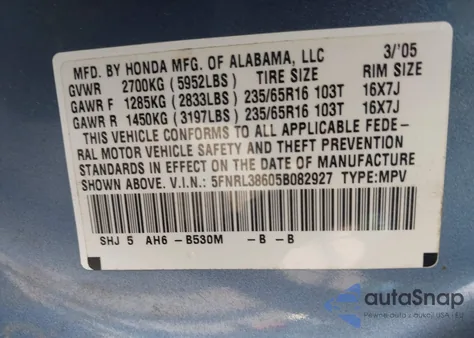 MFD. BY HONDA MFG. OF ALABAMA, LLC 3/'05
GVWR 2700KG (5952LBS) TIRE SIZE RIM SIZE
GAWR F 1285KG (2833LBS) 235/65R16 103T 16X7J
GAWR R 1450KG (3197LBS) 235/65R16 103T 16X7J
THIS VEHICLE CONFORMS TO ALL APPLICABLE FEDE-
RAL MOTOR VEHICLE SAFETY AND THEFT PREVENTION
STANDARDS IN EFFECT ON THE DATE OF MANUFACTURE
SHOWN ABOVE. V.I.N.: 5FNRL38605B082927 TYPE:MPV
SHJ 5 AH6 -B530M -B -B
autoSnap